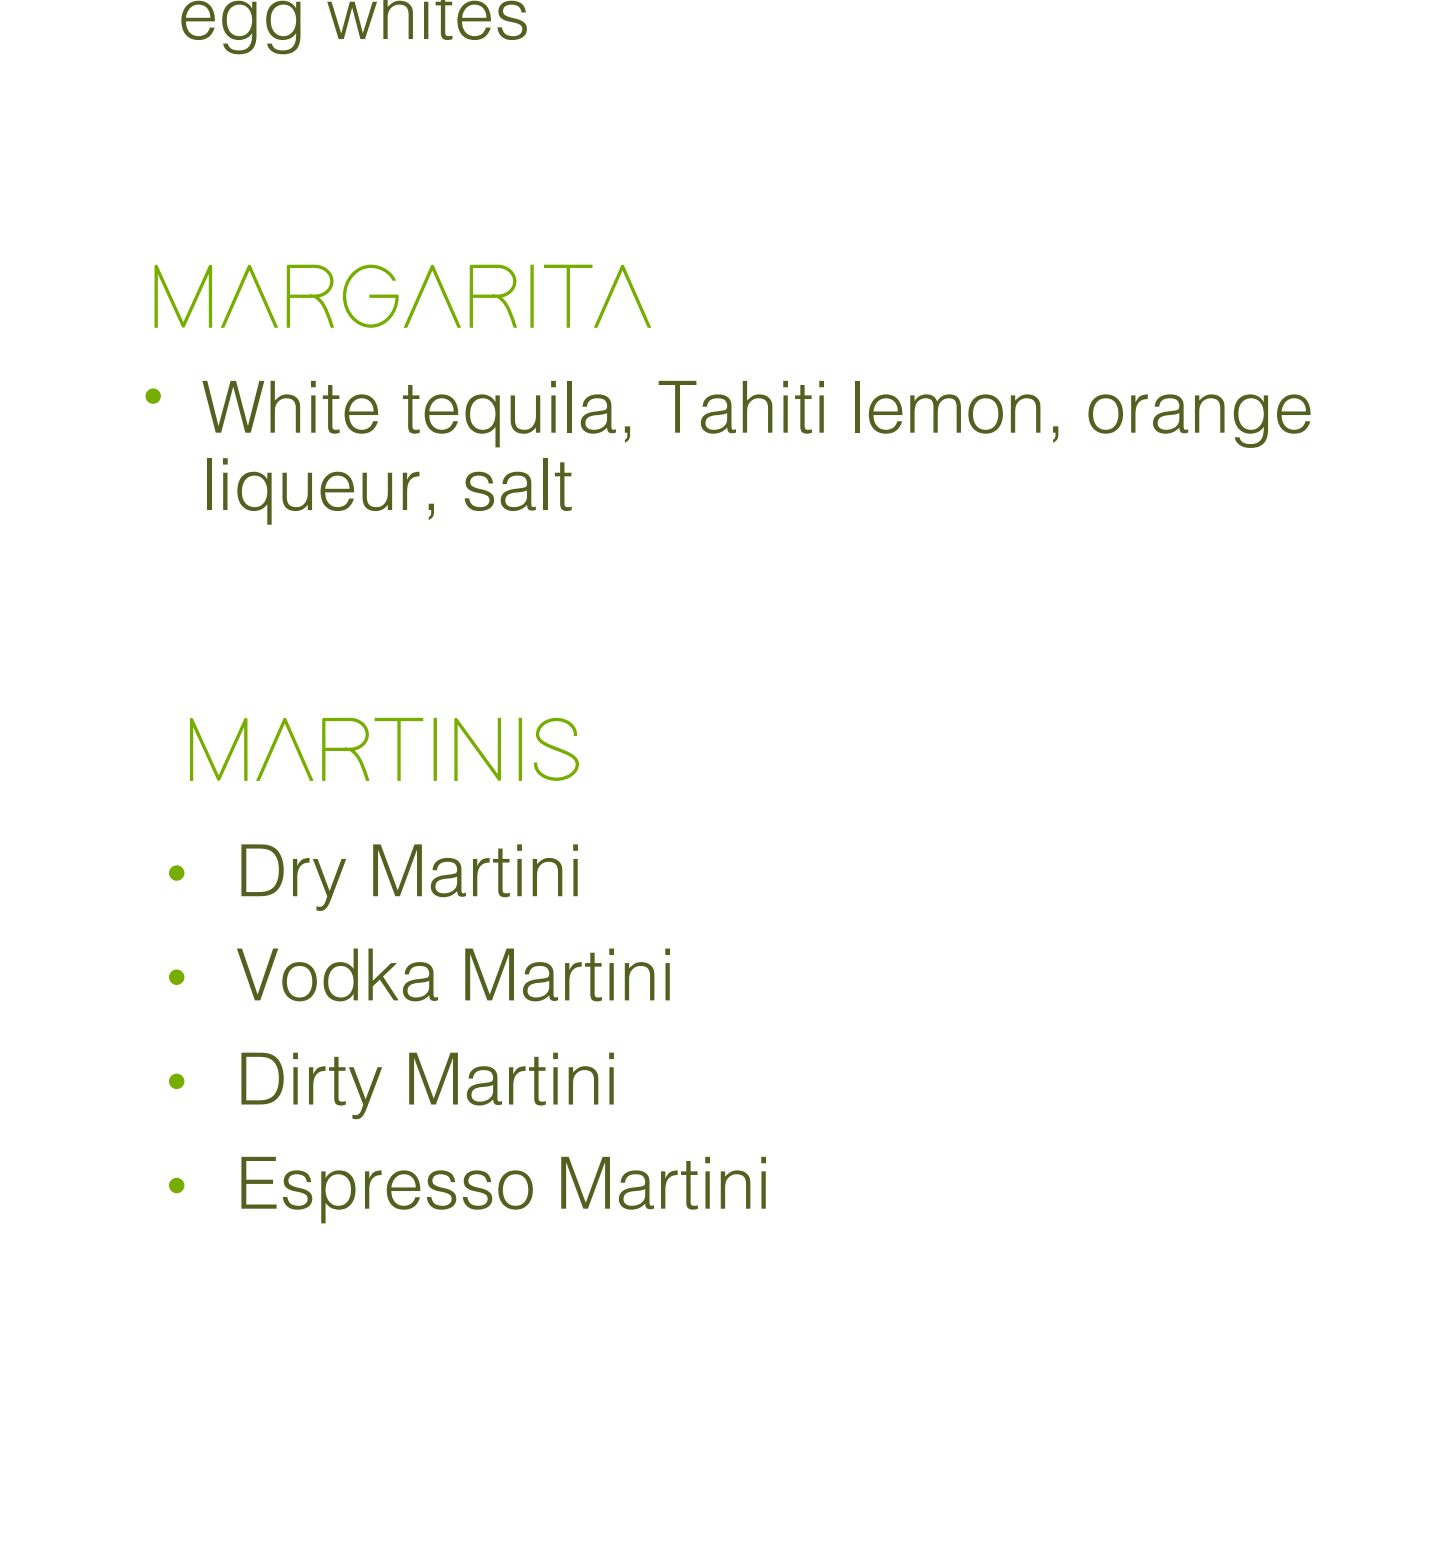 egg whites
MARGARITA
• White tequila, Tahiti lemon, orange
liqueur, salt
MARTINIS
• Dry Martini
• Vodka Martini
• Dirty Martini
• Espresso Martini